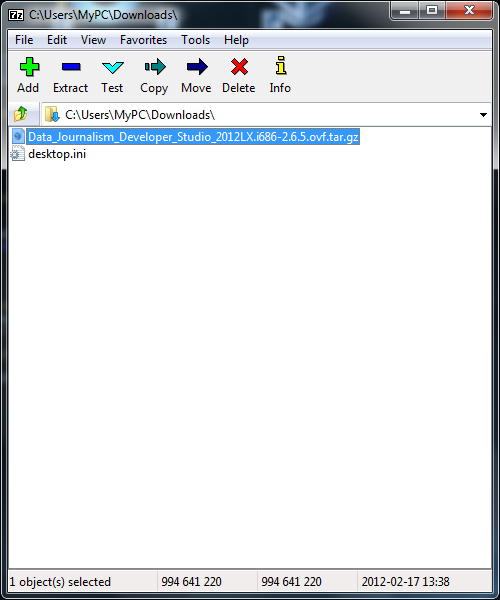 7z C:\Users\MyPC\Downloads\
File Edit View Favorites Tools Help
Add Extract Test Copy Move Delete Info
C:\Users\MyPC\Downloads\
Data_Journalism_Developer_Studio_2012LX.i686-2.6.5.ovf.tar.gz
desktop.ini
1 object(s) selected 994 641 220 994 641 220 2012-02-17 13:38